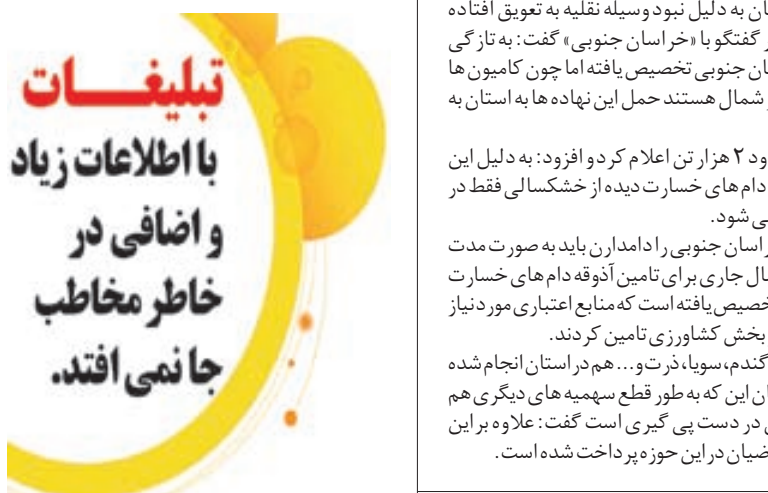 ان به دلیل نبود وسیله نقلیه به تعویق افتاده
ر گفتگو با «خراسان جنوبی» گفت: به تازگی
ان جنوبی تخصیص یافته اما چون کامیون ها
شمال هستند حمل این نهاده ها به استان به
ود ۲ هزار تن اعلام کرد و افزود: به دلیل این
دام های خسارت دیده از خشکسالی فقط در
ی شود.
راسان جنوبی را دامدارن باید به صورت مدت
ال جاری برای تامین آذوقه دام های خسارت
خصیص یافته است که منابع اعتباری مورد نیاز
بخش کشاورزی تامین کردند.
گندم، سویا، ذرت و... هم در استان انجام شده
ان این که به طور قطع سهمیه های دیگری هم
در دست پی گیری است گفت: علاوه بر این
ضیان در این حوزه پرداخت شده است.
تبلیغـــات
با اطلاعات زیاد
و اضافی در
خاطر مخاطب
جا نمی افتد.